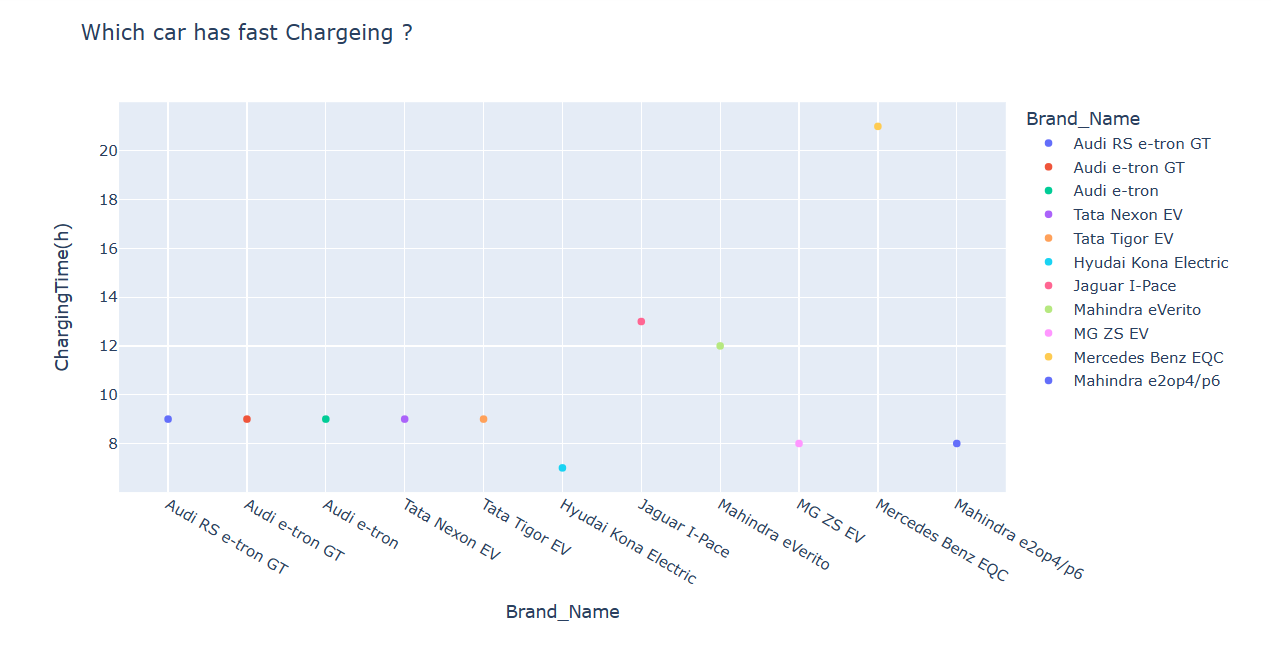 Which car has fast Chargeing ?
ChargingTime(h)
20
18
16
14
12
10
8
Audi RS e-tron GT
Audi e-tron GT
Audi e-tron
Tata Nexon EV
Tata Tigor EV
Hyudai Kona Electric
Jaguar I-Pace
Mahindra eVerito
MG ZS EV
Mercedes Benz EQC
Mahindra e2op4/p6
Brand_Name
Brand_Name
Audi RS e-tron GT
Audi e-tron GT
Audi e-tron
Tata Nexon EV
Tata Tigor EV
Hyudai Kona Electric
Jaguar I-Pace
Mahindra eVerito
MG ZS EV
Mercedes Benz EQC
Mahindra e2op4/p6